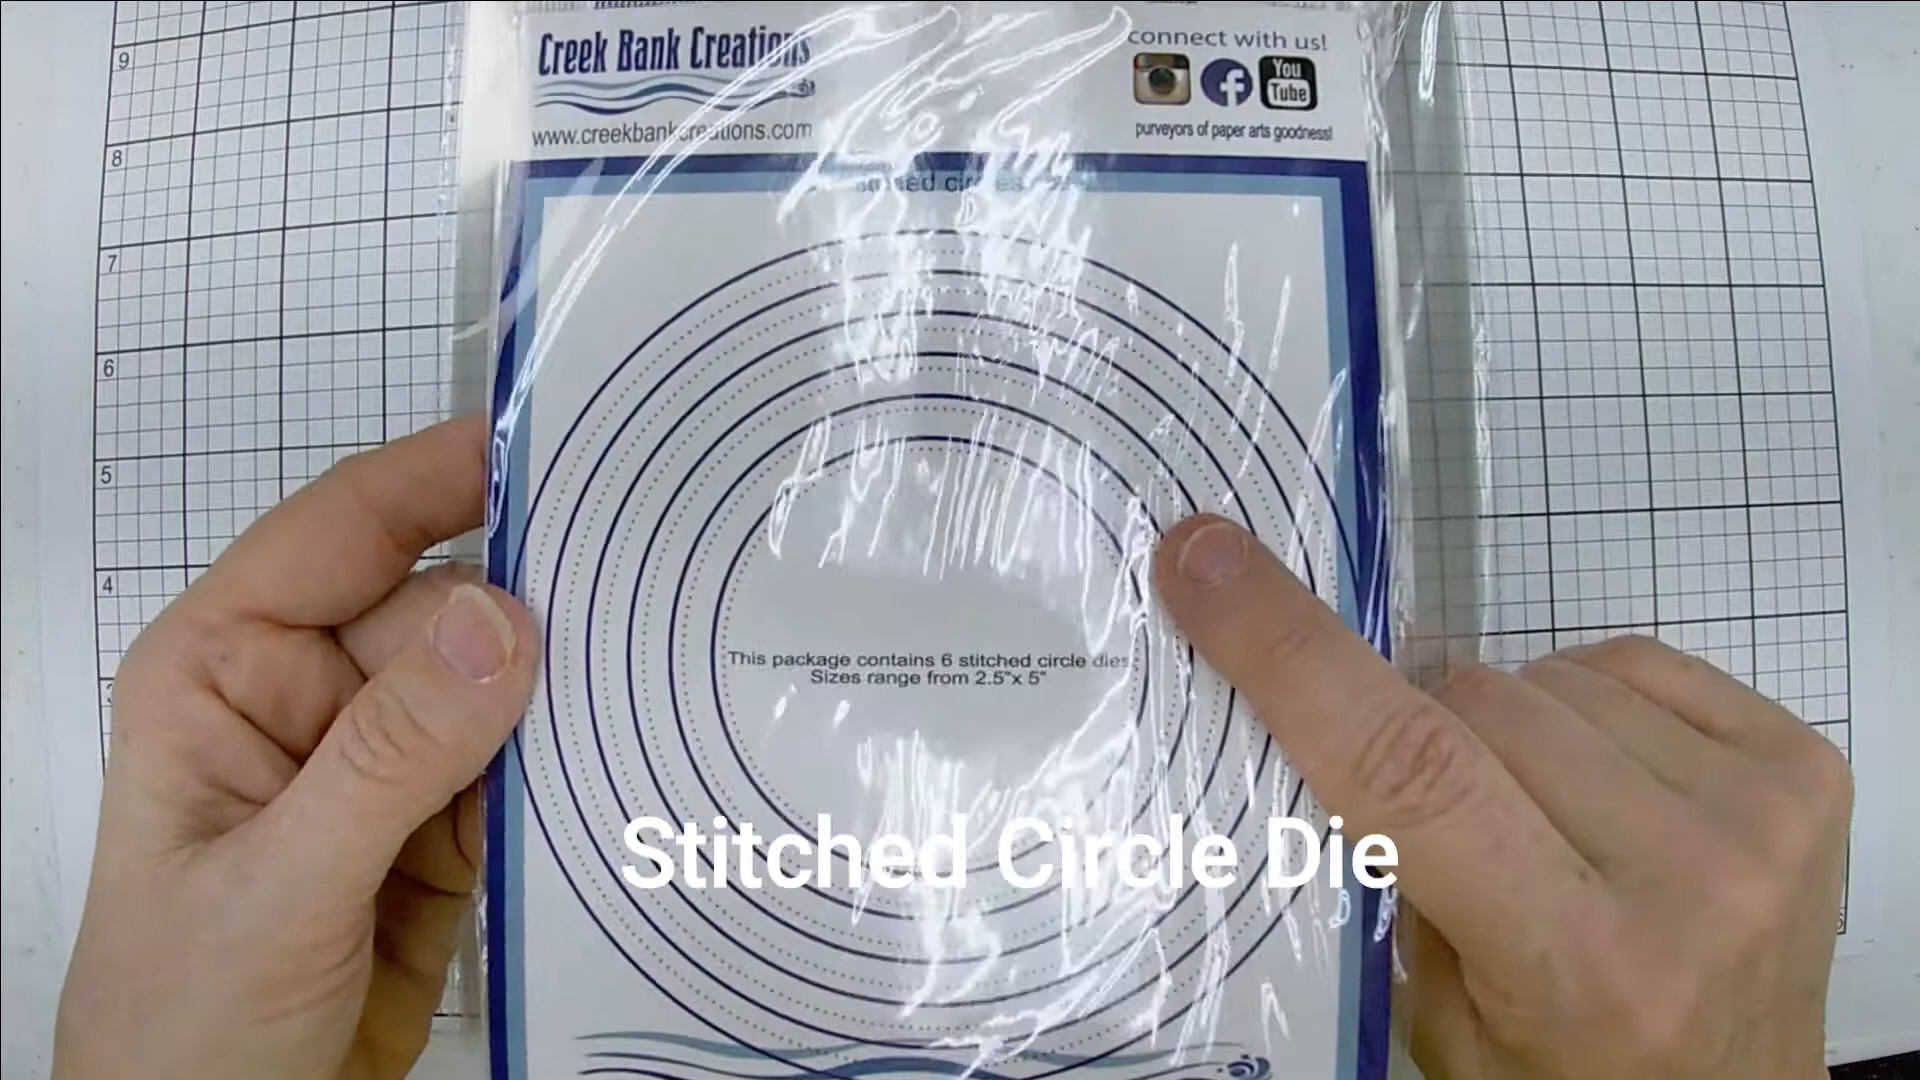 Creek Bank Creations
www.creekbankcreations.com
connect with us!
You
Tube
purveyors of paper arts goodness!
9
8
7
6
5
4
3
This package contains 6 stitched circle dies.
Sizes range from 2.5"x 5"
Stitched Circle Die